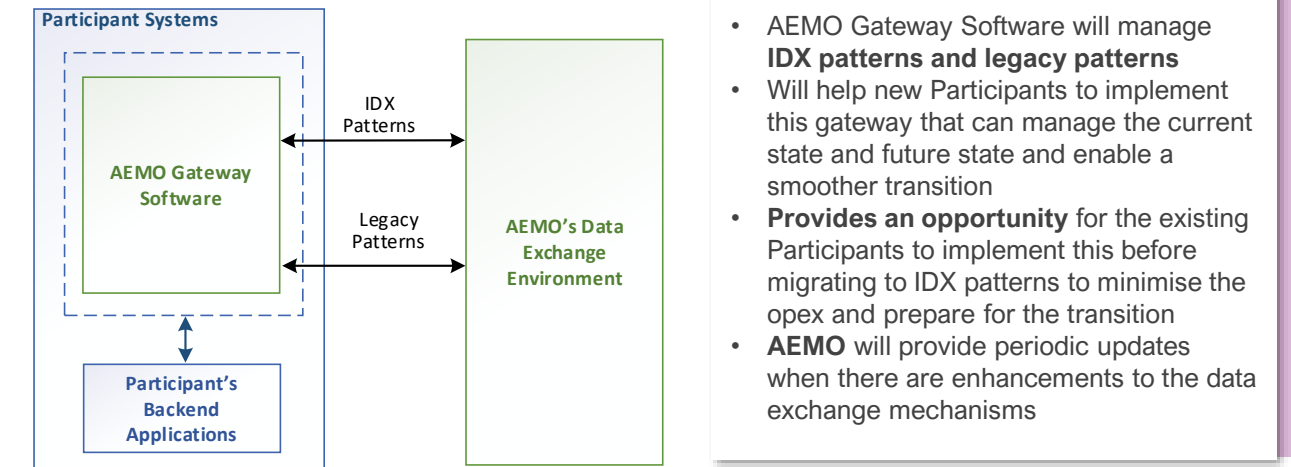 Participant Systems
AEMO Gateway
Software
Participant's
Backend
Applications
IDX
Patterns
Legacy
Patterns
AEMO's Data
Exchange
Environment
• AEMO Gateway Software will manage
IDX patterns and legacy patterns
• Will help new Participants to implement
this gateway that can manage the current
state and future state and enable a
smoother transition
• Provides an opportunity for the existing
Participants to implement this before
migrating to IDX patterns to minimise the
opex and prepare for the transition
• AEMO will provide periodic updates
when there are enhancements to the data
exchange mechanisms